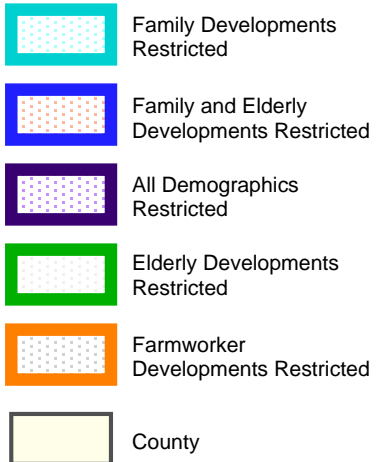 Family Developments
Restricted
Family and Elderly
Developments Restricted
All Demographics
Restricted
Elderly Developments
Restricted
Farmworker
Developments Restricted
County